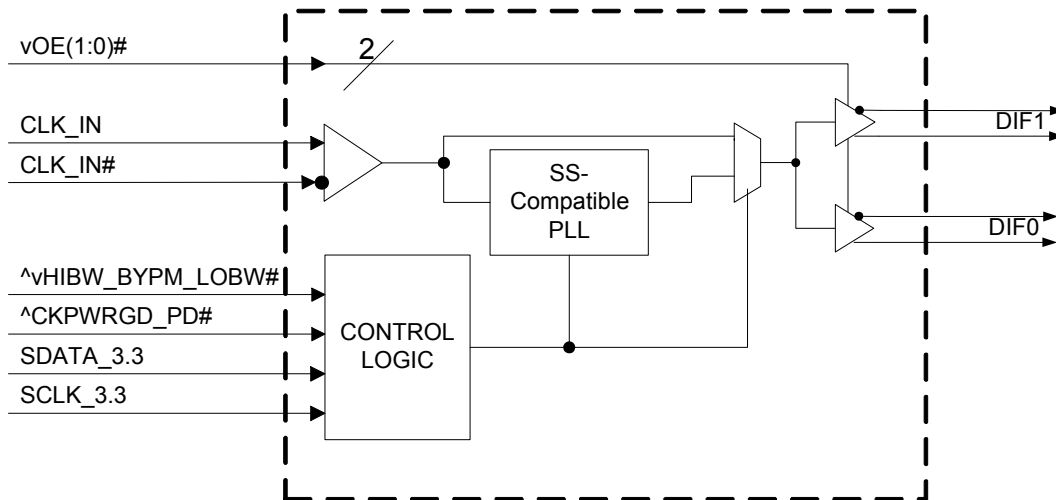 vOE(1:0)#
2
CLK_IN
CLK_IN#
DIF1
SS-
Compatible
PLL
DIF0
^vHIBW_BYPM_LOBW#
^CKPWRGD_PD#
SDATA_3.3
SCLK_3.3
CONTROL
LOGIC